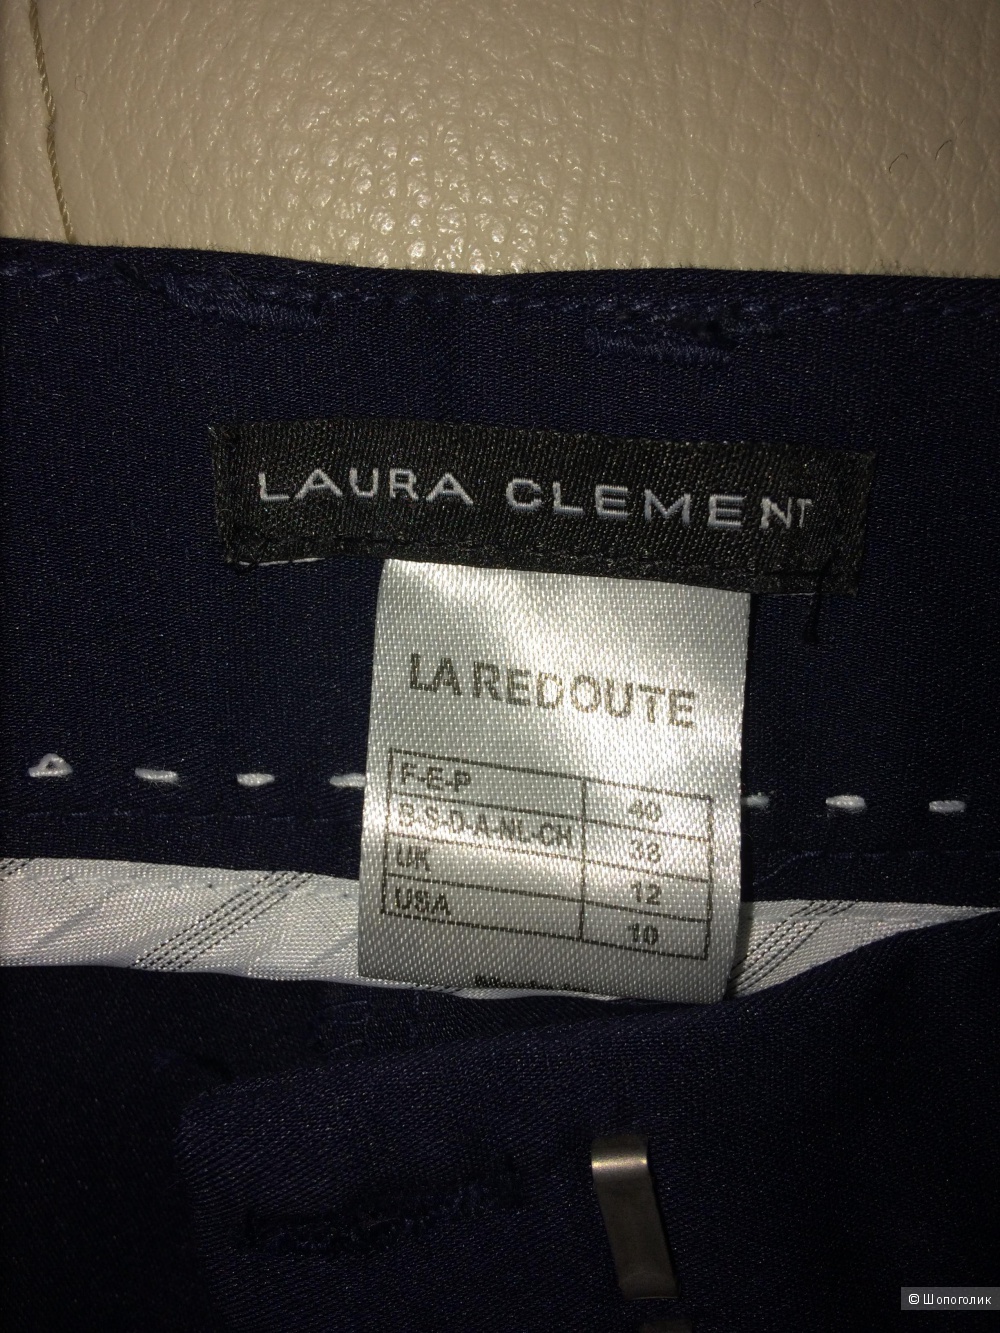 LAURA CLEMENT
LA REDOUTE
F-E-P 40
B-S-D-A-NL-CH 38
UK 12
USA 10
© Шопоголик